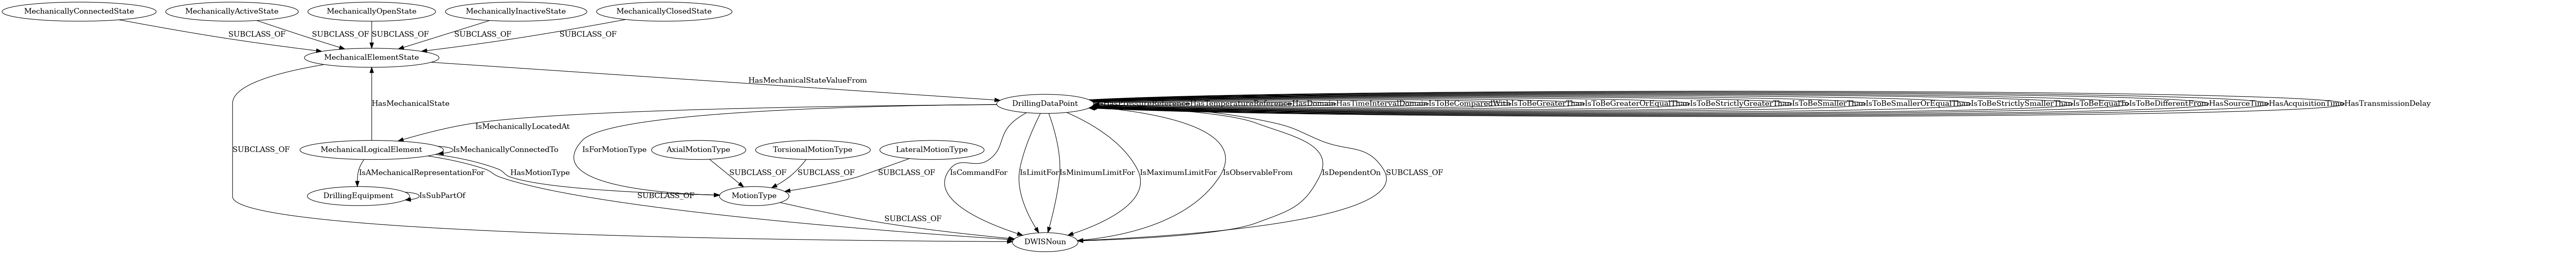 MechanicallyConnectedState
MechanicallyActiveState
MechanicallyOpenState
MechanicallyInactiveState
MechanicallyClosedState
SUBCLASS_OF
SUBCLASS_OF
SUBCLASS_OF
SUBCLASS_OF
SUBCLASS_OF
MechanicalElementState
HasMechanicalStateValueFrom
HasMechanicalState
DrillingDataPoint
HasPressureReference
HasTemperatureReference
HasDomain
HasTimeIntervalDomain
IsToBeComparedWith
IsToBeGreaterThan
IsToBeGreaterOrEqualThan
IsToBeStrictlyGreaterThan
IsToBeSmallerThan
IsToBeSmallerOrEqualThan
IsToBeStrictlySmallerThan
IsToBeEqualTo
IsToBeDifferentFrom
HasSourceTime
HasAcquisitionTime
HasTransmissionDelay
IsMechanicallyLocatedAt
SUBCLASS_OF
MechanicalLogicalElement
IsMechanicallyConnectedTo
IsForMotionType
AxialMotionType
TorsionalMotionType
LateralMotionType
IsAMechanicalRepresentationFor
HasMotionType
SUBCLASS_OF
SUBCLASS_OF
SUBCLASS_OF
IsCommandFor
IsLimitFor
IsMinimumLimitFor
IsMaximumLimitFor
IsObservableFrom
IsDependentOn
SUBCLASS_OF
DrillingEquipment
IsSubPartOf
SUBCLASS_OF
MotionType
SUBCLASS_OF
DWISNoun